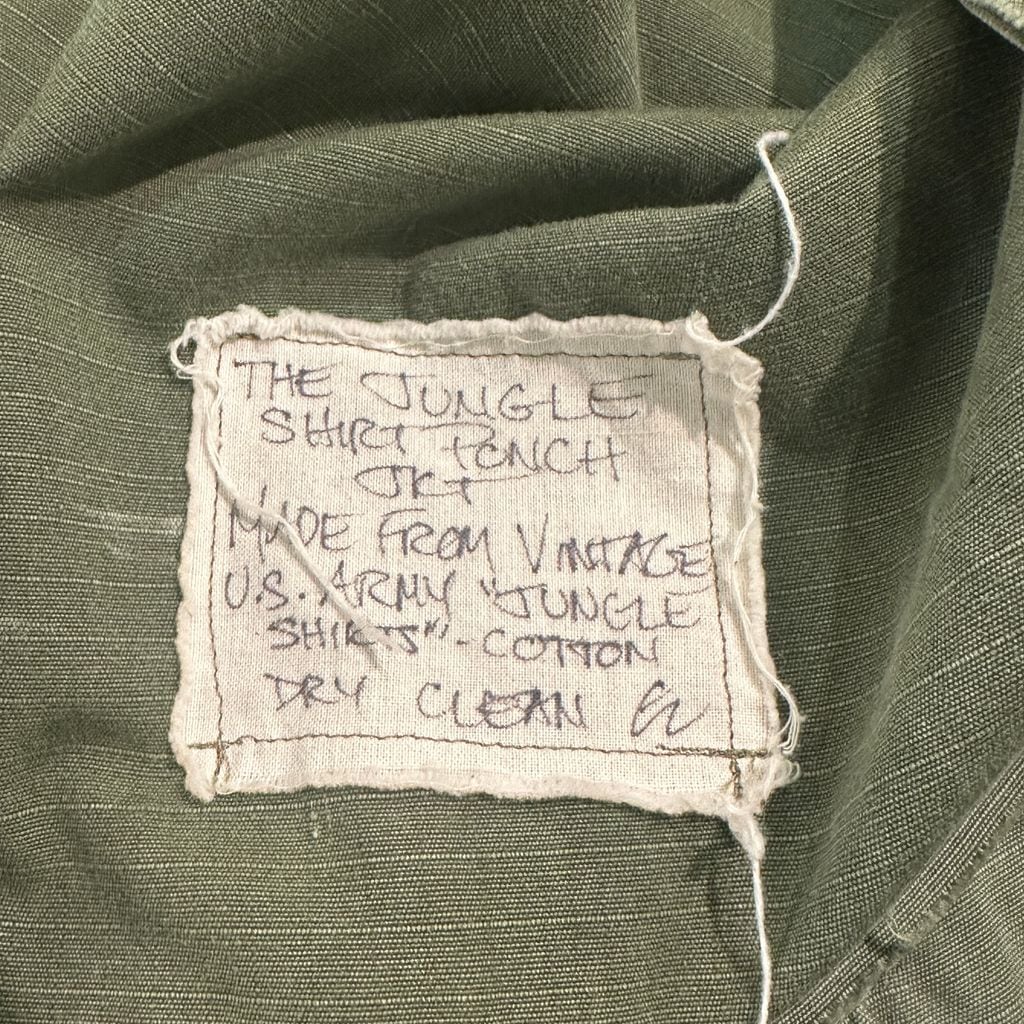 THE JUNGLE
SHIRT PONCH
JKT
MADE FROM VINTAGE
U.S. ARMY "JUNGLE
SHIRTS" - COTTON
DRY CLEAN